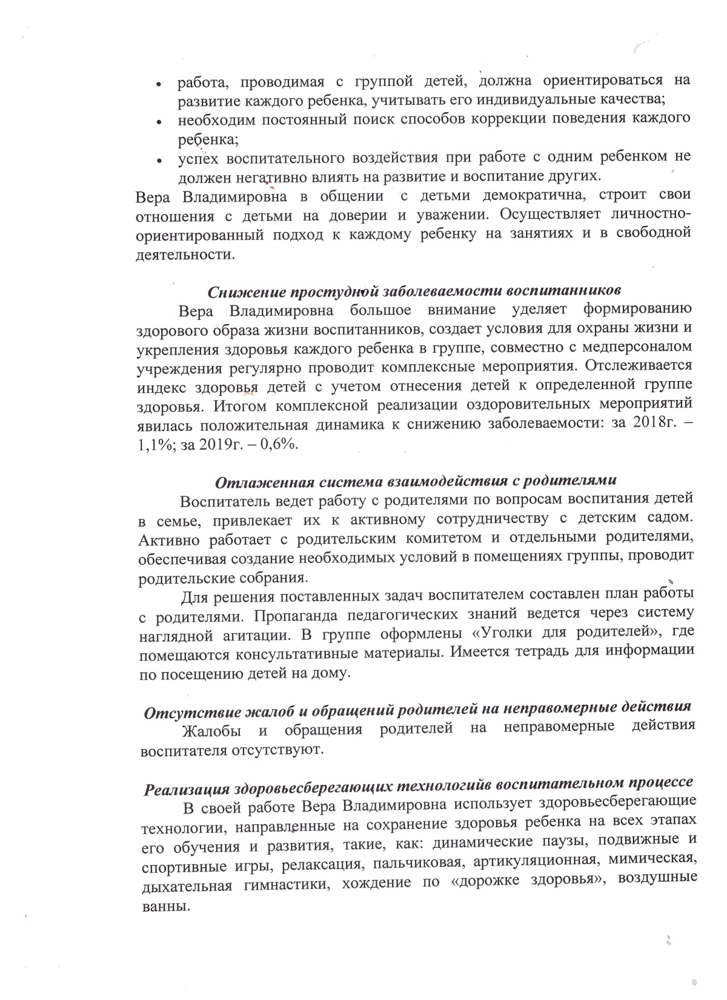 • работа, проводимая с группой детей, должна ориентироваться на
развитие каждого ребенка, учитывать его индивидуальные качества;
• необходим постоянный поиск способов коррекции поведения каждого
ребенка;
• успех воспитательного воздействия при работе с одним ребенком не
должен негативно влиять на развитие и воспитание других.
Вера Владимировна в общении с детьми демократична, строит свои
отношения с детьми на доверии и уважении. Осуществляет личностно-
ориентированный подход к каждому ребенку на занятиях и в свободной
деятельности.
Снижение простудной заболеваемости воспитанников
Вера Владимировна большое внимание уделяет формированию
здорового образа жизни воспитанников, создает условия для охраны жизни и
укрепления здоровья каждого ребенка в группе, совместно с медперсоналом
учреждения регулярно проводит комплексные мероприятия. Отслеживается
индекс здоровья детей с учетом отнесения детей к определенной группе
здоровья. Итогом комплексной реализации оздоровительных мероприятий
явилась положительная динамика к снижению заболеваемости: за 2018г. –
1,1%; за 2019г. – 0,6%.
Отлаженная система взаимодействия с родителями
Воспитатель ведет работу с родителями по вопросам воспитания детей
в семье, привлекает их к активному сотрудничеству с детским садом.
Активно работает с родительским комитетом и отдельными родителями,
обеспечивая создание необходимых условий в помещениях группы, проводит
родительские собрания.
Для решения поставленных задач воспитателем составлен план работы
с родителями. Пропаганда педагогических знаний ведется через систему
наглядной агитации. В группе оформлены «Уголки для родителей», где
помещаются консультативные материалы. Имеется тетрадь для информации
по посещению детей на дому.
Отсутствие жалоб и обращений родителей на неправомерные действия
Жалобы и обращения родителей на неправомерные действия
воспитателя отсутствуют.
Реализация здоровьесберегающих технологийв воспитательном процессе
В своей работе Вера Владимировна использует здоровьесберегающие
технологии, направленные на сохранение здоровья ребенка на всех этапах
его обучения и развития, такие, как: динамические паузы, подвижные и
спортивные игры, релаксация, пальчиковая, артикуляционная, мимическая,
дыхательная гимнастики, хождение по «дорожке здоровья», воздушные
ванны.